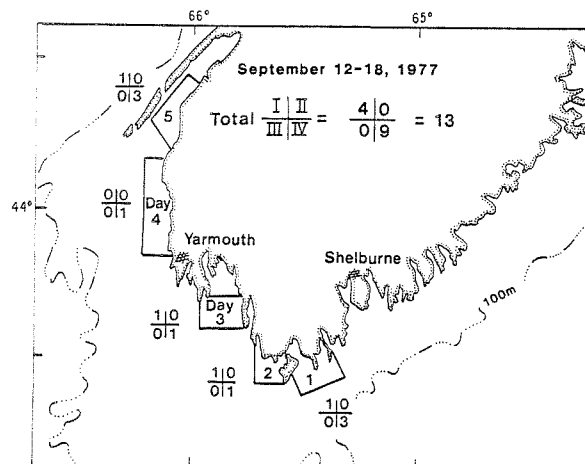 66° 65°
September 12-18, 1977
Total I|II / III|IV = 4|0 / 0|9 = 13
1|0 / 0|3
5
44°
0|0 / 0|1
Day 4
Yarmouth
Shelburne
100m
1|0 / 0|1
Day 3
1|0 / 0|1
2
1
1|0 / 0|3